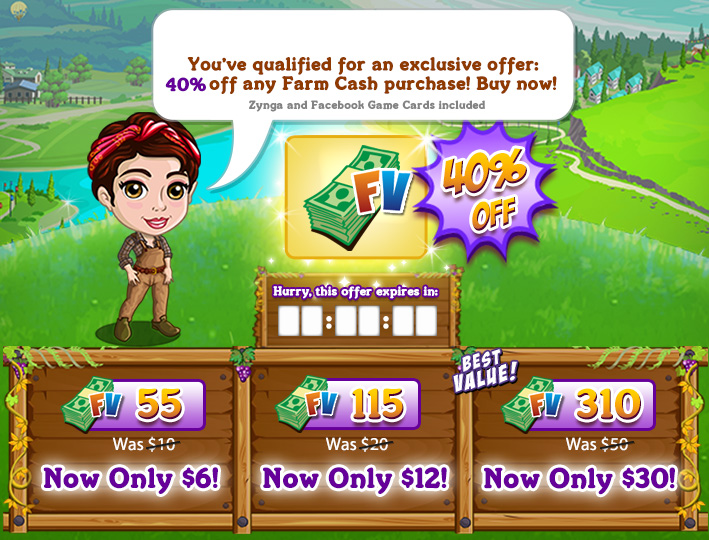 You've qualified for an exclusive offer:
40% off any Farm Cash purchase! Buy now!
Zynga and Facebook Game Cards included
FV
40%
OFF
Hurry, this offer expires in:
: :
FV 55
Was $10
Now Only $6!
FV 115
Was $20
Now Only $12!
BEST
VALUE!
FV 310
Was $50
Now Only $30!